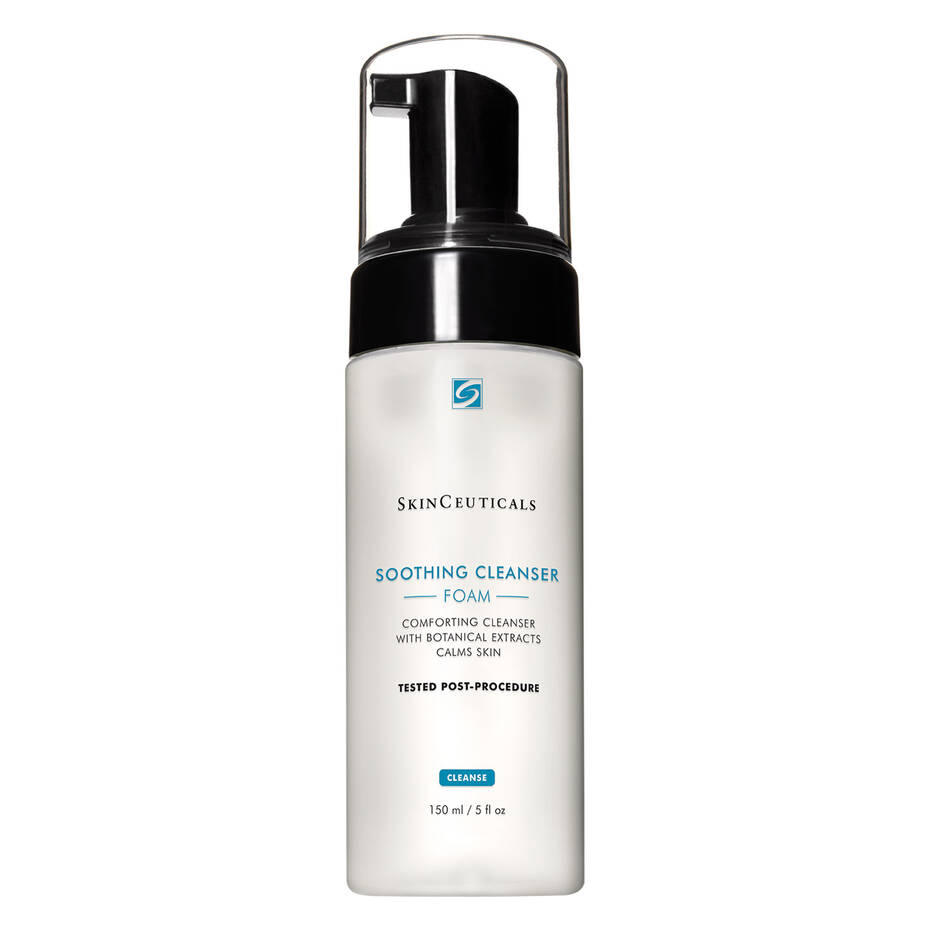 SKINCEUTICALS
SOOTHING CLEANSER
FOAM
COMFORTING CLEANSER
WITH BOTANICAL EXTRACTS
CALMS SKIN
TESTED POST-PROCEDURE
CLEANSE
150 ml / 5 fl oz